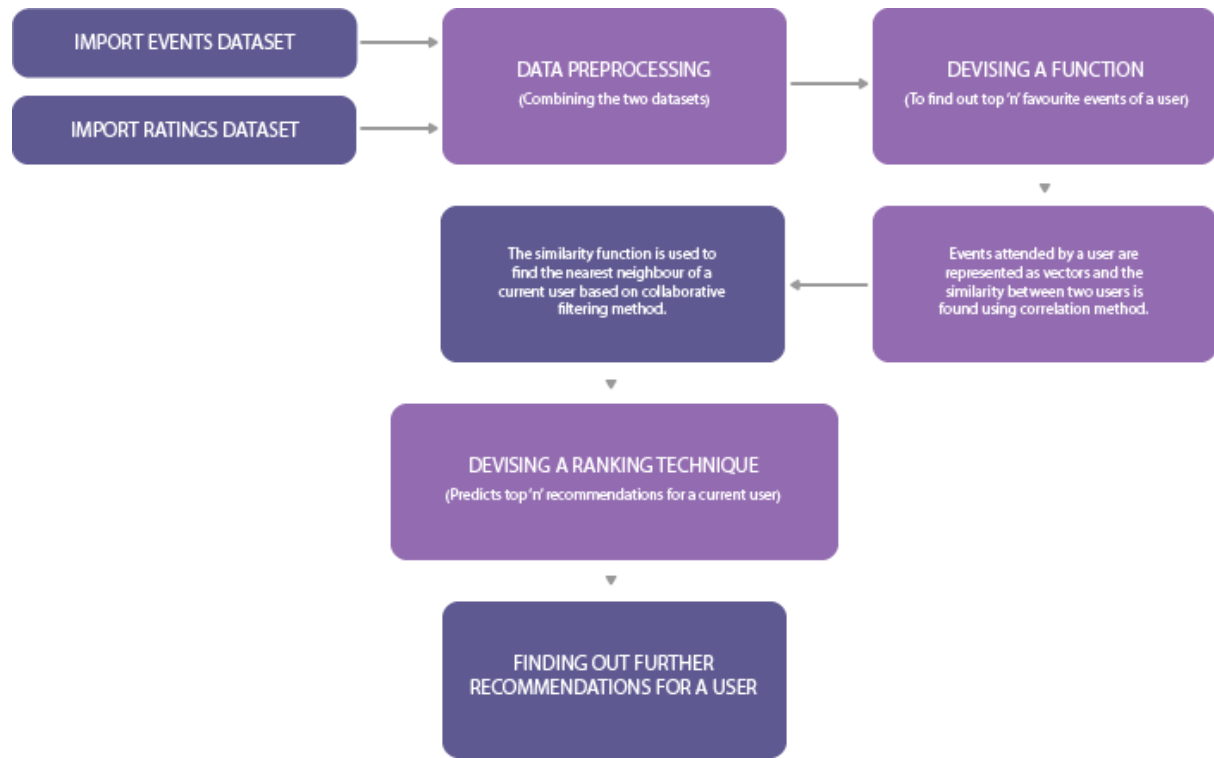 IMPORT EVENTS DATASET
IMPORT RATINGS DATASET
DATA PREPROCESSING
(Combining the two datasets)
DEVISING A FUNCTION
(To find out top 'n' favourite events of a user)
Events attended by a user are
represented as vectors and the
similarity between two users is
found using correlation method.
The similarity function is used to
find the nearest neighbour of a
current user based on collaborative
filtering method.
DEVISING A RANKING TECHNIQUE
(Predicts top 'n' recommendations for a current user)
FINDING OUT FURTHER
RECOMMENDATIONS FOR A USER